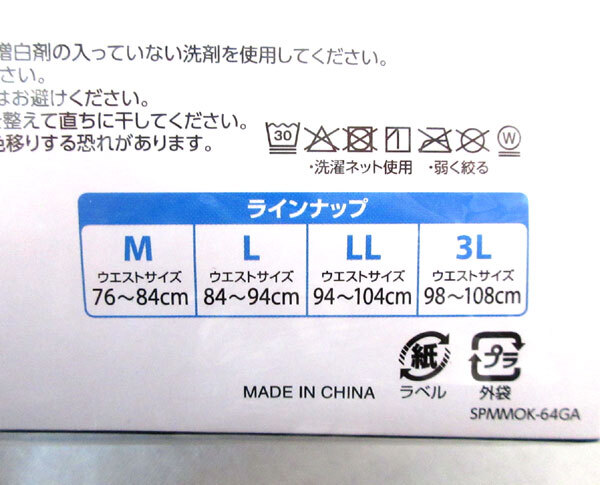 増白剤の入っていない洗剤を使用してください。
ださい。
はお避けください。
を整えて直ちに干してください。
色移りする恐れがあります。
30
W
・洗濯ネット使用 ・弱く絞る
ラインナップ
M L LL 3L
ウエストサイズ ウエストサイズ ウエストサイズ ウエストサイズ
76～84cm 84～94cm 94～104cm 98～108cm
紙 プラ
ラベル 外袋
MADE IN CHINA
SPMMOK-64GA